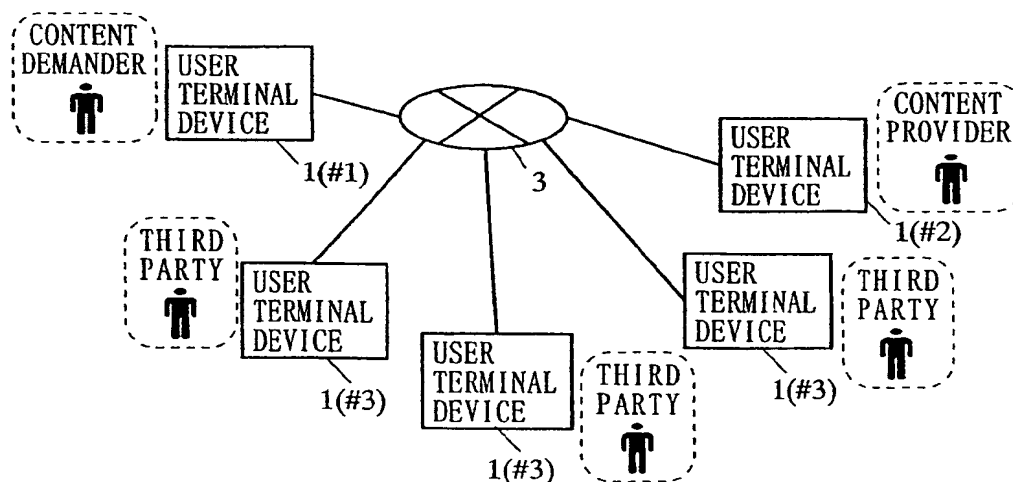 CONTENT
DEMANDER
USER
TERMINAL
DEVICE
1(#1)
3
USER
TERMINAL
DEVICE
1(#2)
CONTENT
PROVIDER
THIRD
PARTY
USER
TERMINAL
DEVICE
1(#3)
USER
TERMINAL
DEVICE
1(#3)
THIRD
PARTY
USER
TERMINAL
DEVICE
1(#3)
THIRD
PARTY